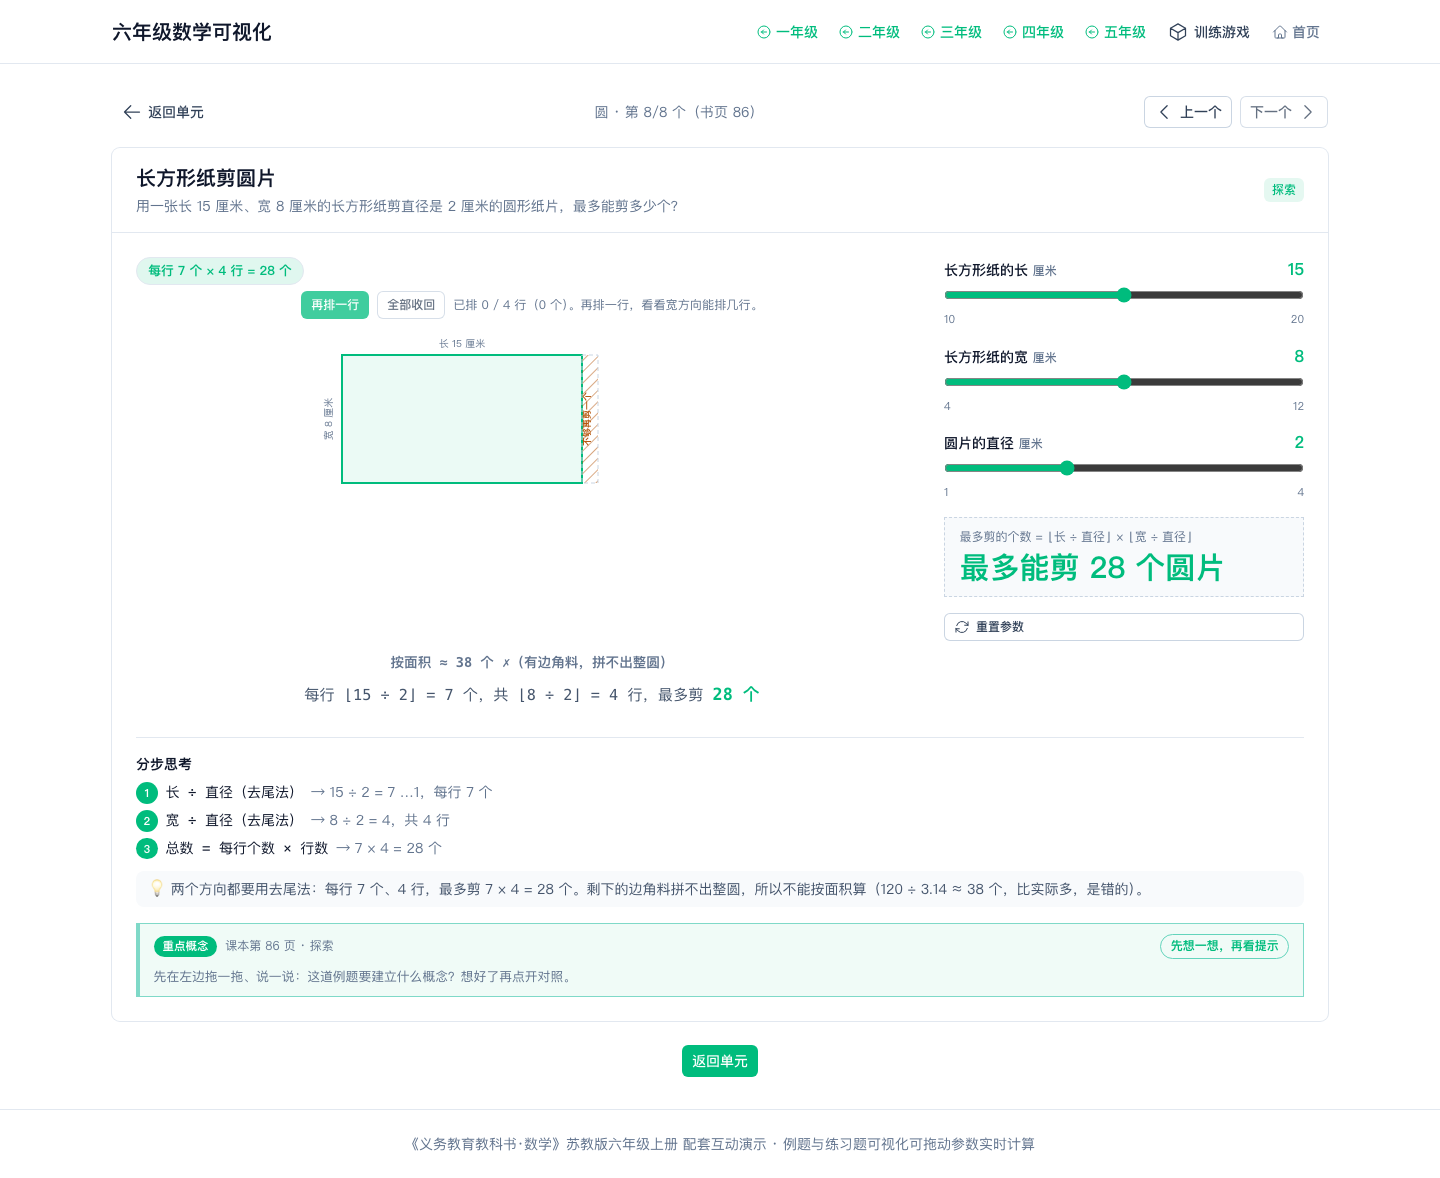 六年级数学可视化
一年级 二年级 三年级 四年级 五年级 训练游戏 首页
返回单元 圆 · 第 8/8 个（书页 86） 上一个 下一个
长方形纸剪圆片
用一张长 15 厘米、宽 8 厘米的长方形纸剪直径是 2 厘米的圆形纸片，最多能剪多少个？
探索
每行 7 个 × 4 行 = 28 个
再排一行 全部收回 已排 0 / 4 行（0 个）。再排一行，看看宽方向能排几行。
长 15 厘米
宽 8 厘米
不够再剪一个
按面积 ≈ 38 个 ✗（有边角料，拼不出整圆）
每行 ⌊15 ÷ 2⌋ = 7 个，共 ⌊8 ÷ 2⌋ = 4 行，最多剪 28 个
长方形纸的长 厘米 15
10 20
长方形纸的宽 厘米 8
4 12
圆片的直径 厘米 2
1 4
最多剪的个数 = ⌊长 ÷ 直径⌋ × ⌊宽 ÷ 直径⌋
最多能剪 28 个圆片
重置参数
分步思考
1 长 ÷ 直径（去尾法） → 15 ÷ 2 = 7 …1，每行 7 个
2 宽 ÷ 直径（去尾法） → 8 ÷ 2 = 4，共 4 行
3 总数 = 每行个数 × 行数 → 7 × 4 = 28 个
💡 两个方向都要用去尾法：每行 7 个、4 行，最多剪 7 × 4 = 28 个。剩下的边角料拼不出整圆，所以不能按面积算（120 ÷ 3.14 ≈ 38 个，比实际多，是错的）。
重点概念 课本第 86 页 · 探索 先想一想，再看提示
先在左边拖一拖、说一说：这道例题要建立什么概念？想好了再点开对照。
返回单元
《义务教育教科书·数学》苏教版六年级上册 配套互动演示 · 例题与练习题可视化可拖动参数实时计算